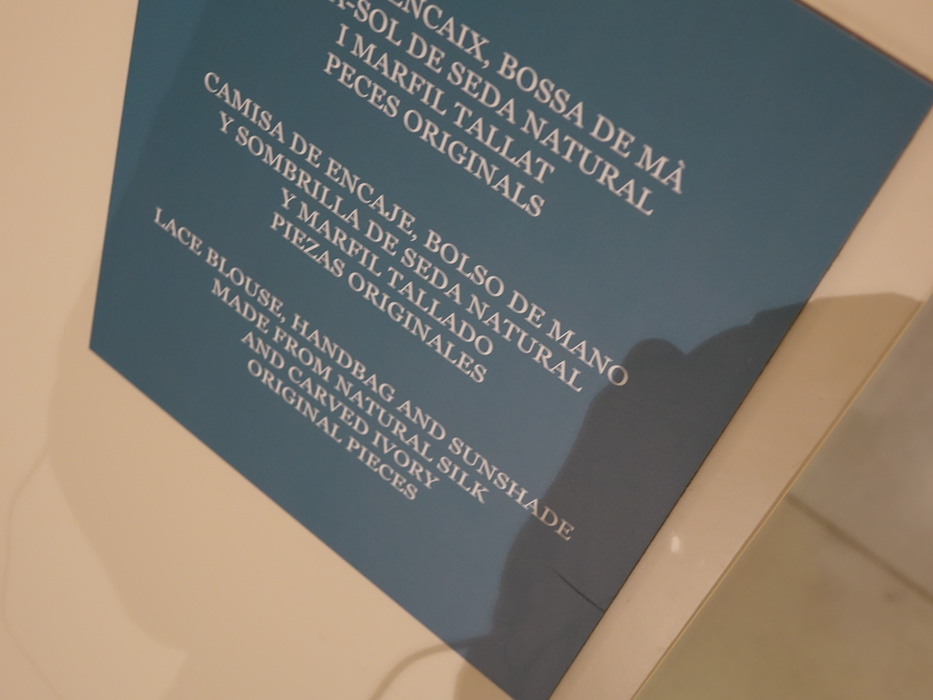 ENCAIX, BOSSA DE MÀ
-SOL DE SEDA NATURAL
I MARFIL TALLAT
PECES ORIGINALS
CAMISA DE ENCAJE, BOLSO DE MANO
Y SOMBRILLA DE SEDA NATURAL
Y MARFIL TALLADO
PIEZAS ORIGINALES
LACE BLOUSE, HANDBAG AND SUNSHADE
MADE FROM NATURAL SILK
AND CARVED IVORY
ORIGINAL PIECES